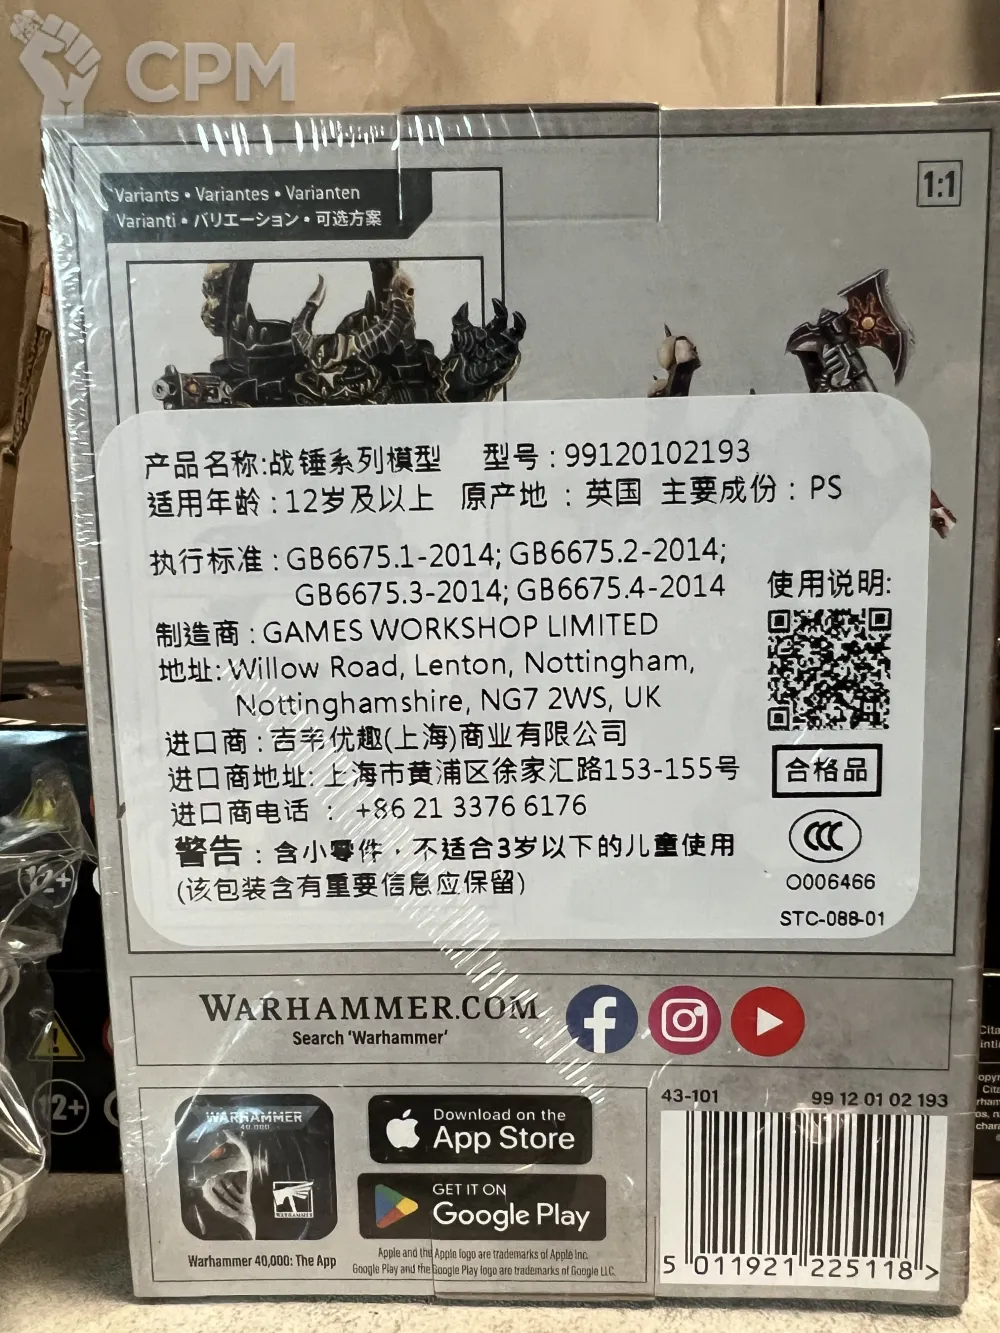 CPM
Variants • Variantes • Varianten
Varianti • バリエーション • 可选方案
1:1
产品名称:战锤系列模型 型号:99120102193
适用年龄:12岁及以上 原产地:英国 主要成份:PS
执行标准:GB6675.1-2014; GB6675.2-2014;
GB6675.3-2014; GB6675.4-2014
使用说明:
制造商:GAMES WORKSHOP LIMITED
地址: Willow Road, Lenton, Nottingham,
Nottinghamshire, NG7 2WS, UK
进口商:吉苇优趣(上海)商业有限公司
进口商地址: 上海市黄浦区徐家汇路153-155号
合格品
进口商电话: +86 21 3376 6176
警告:含小零件,不适合3岁以下的儿童使用
(该包装含有重要信息应保留)
CCC
O006466
STC-088-01
WARHAMMER.COM
Search 'Warhammer'
12+
12+
43-101 99 12 01 02 193
WARHAMMER
40,000
WARHAMMER
Download on the
App Store
GET IT ON
Google Play
Warhammer 40,000: The App
Apple and the Apple logo are trademarks of Apple Inc.
Google Play and the Google Play logo are trademarks of Google LLC.
5 011921 225118 >